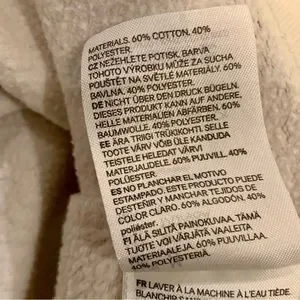 MATERIALS. 60% COTTON. 40%
POLYESTER.
CZ NEZEHLETE POTISK, BARVA
TOHOTO VÝROBKU MŮŽE ZA SUCHA
POUŠTĚT NA SVĚTLÉ MATERIÁLY. 60%
BAVLNA. 40% POLYESTER.
DE NICHT ÜBER DEN DRUCK BÜGELN.
DIESES PRODUKT KANN AUF ANDERE,
HELLE MATERIALIEN ABFÄRBEN. 60%
BAUMWOLLE. 40% POLYESTER.
EE ÄRA TRIIGI TRÜKIKOHTI. SELLE
TOOTE VÄRV VÕIB ÜLE KANDUDA
TEISTELE HELEDAT VÄRVI
MATERJALIDELE. 60% PUUVILL. 40%
POLÜESTER.
ES NO PLANCHAR EL MOTIVO
ESTAMPADO. ESTE PRODUCTO PUEDE
DESTEÑIR Y MANCHAR TEJIDOS DE
COLOR CLARO. 60% ALGODÓN. 40%
poliéster.
FI ÄLÄ SILITÄ PAINOKUVAA. TÄMÄ
TUOTE VOI VÄRJÄTÄ VAALEITA
MATERIAALEJA. 60% PUUVILLAA.
40% POLYESTERIA.
FR LAVER À LA MACHINE À L'EAU TIÈDE.
BLANCHIR SANS